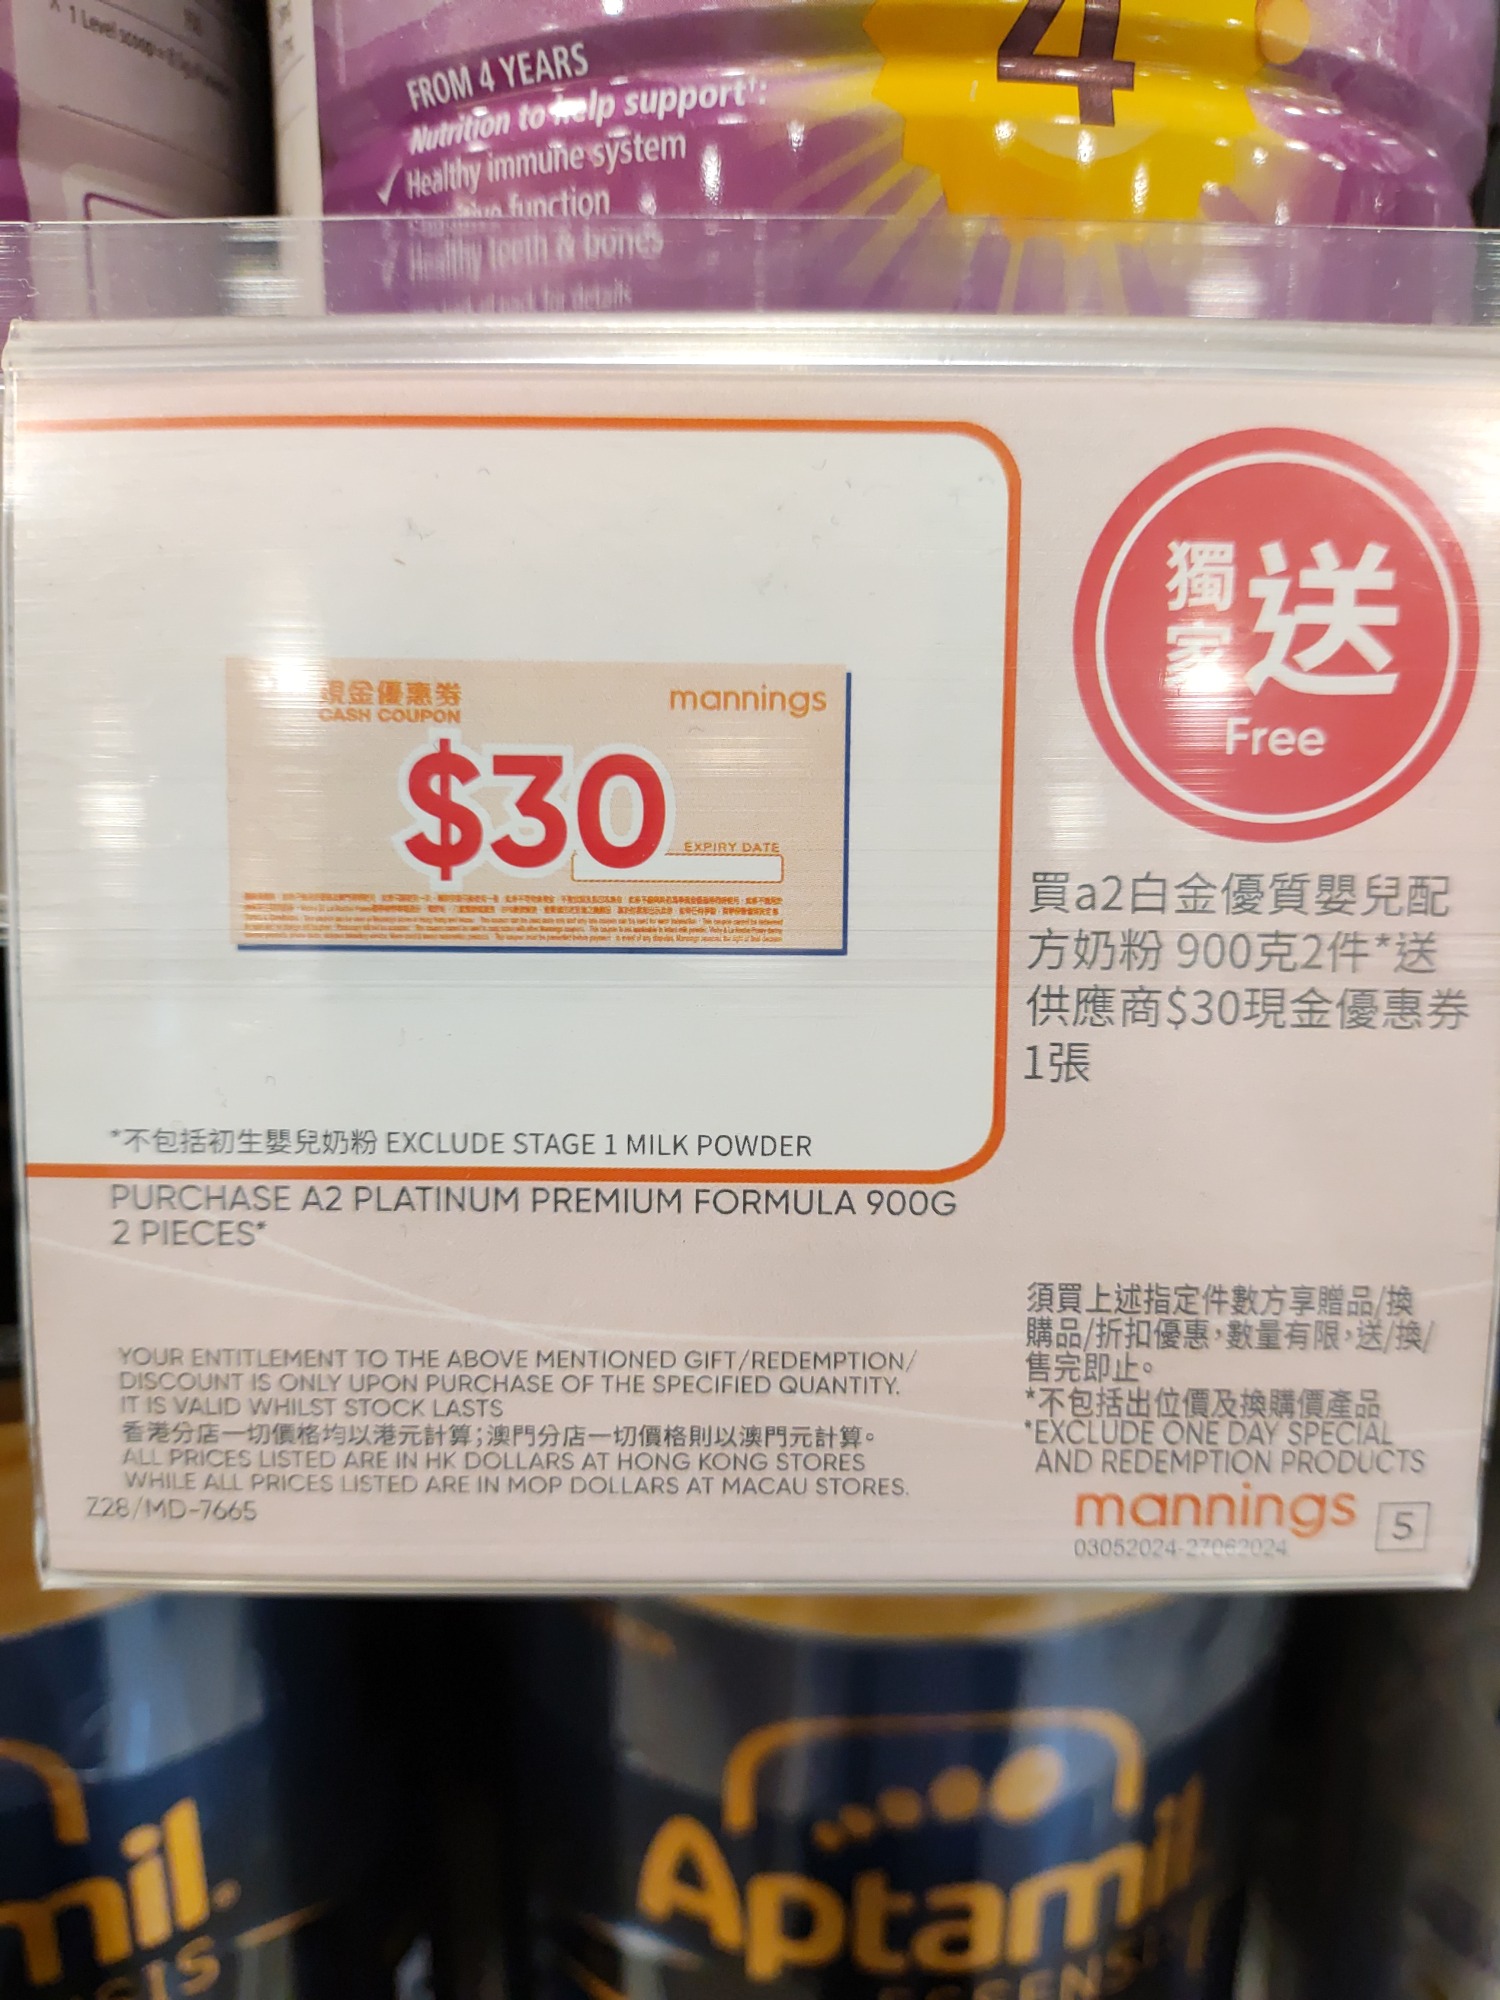 1 Level scoop
4
FROM 4 YEARS
Nutrition to help support†:
✓ Healthy immune system
function
Healthy teeth & bones
for details
現金優惠券
CASH COUPON
mannings
$30
EXPIRY DATE
獨家 送
Free
買a2白金優質嬰兒配
方奶粉 900克2件*送
供應商$30現金優惠券
1張
*不包括初生嬰兒奶粉 EXCLUDE STAGE 1 MILK POWDER
PURCHASE A2 PLATINUM PREMIUM FORMULA 900G
2 PIECES*
YOUR ENTITLEMENT TO THE ABOVE MENTIONED GIFT/REDEMPTION/
DISCOUNT IS ONLY UPON PURCHASE OF THE SPECIFIED QUANTITY.
IT IS VALID WHILST STOCK LASTS
香港分店一切價格均以港元計算;澳門分店一切價格則以澳門元計算。
ALL PRICES LISTED ARE IN HK DOLLARS AT HONG KONG STORES
WHILE ALL PRICES LISTED ARE IN MOP DOLLARS AT MACAU STORES.
Z28/MD-7665
須買上述指定件數方享贈品/換
購品/折扣優惠,數量有限,送/換/
售完即止。
*不包括出位價及換購價產品
*EXCLUDE ONE DAY SPECIAL
AND REDEMPTION PRODUCTS
mannings 5
03052024-27062024
mil
Aptamil